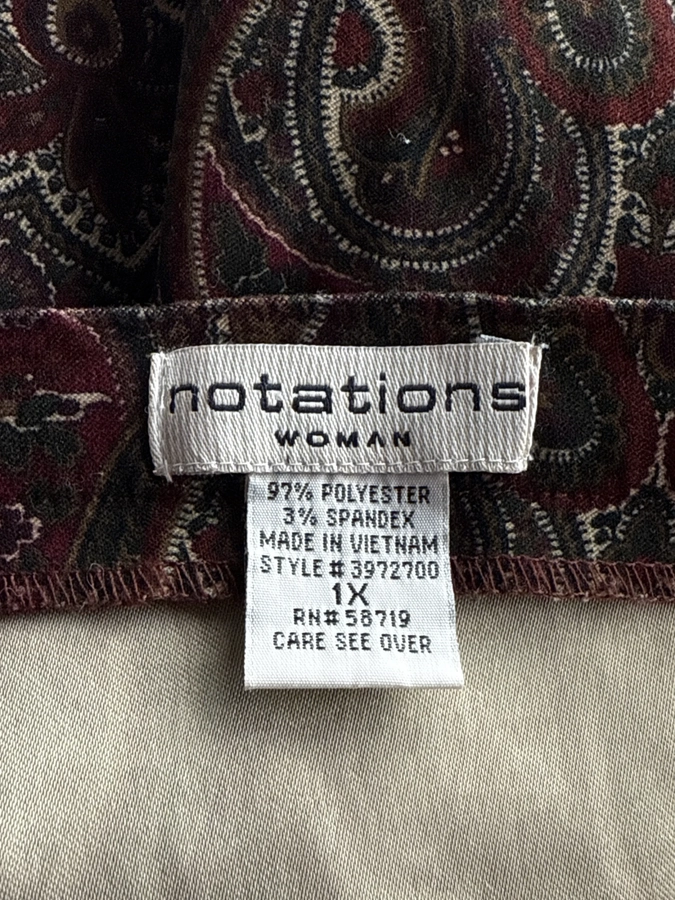 notations
WOMAN
97% POLYESTER
3% SPANDEX
MADE IN VIETNAM
STYLE # 3972700
1X
RN# 58719
CARE SEE OVER